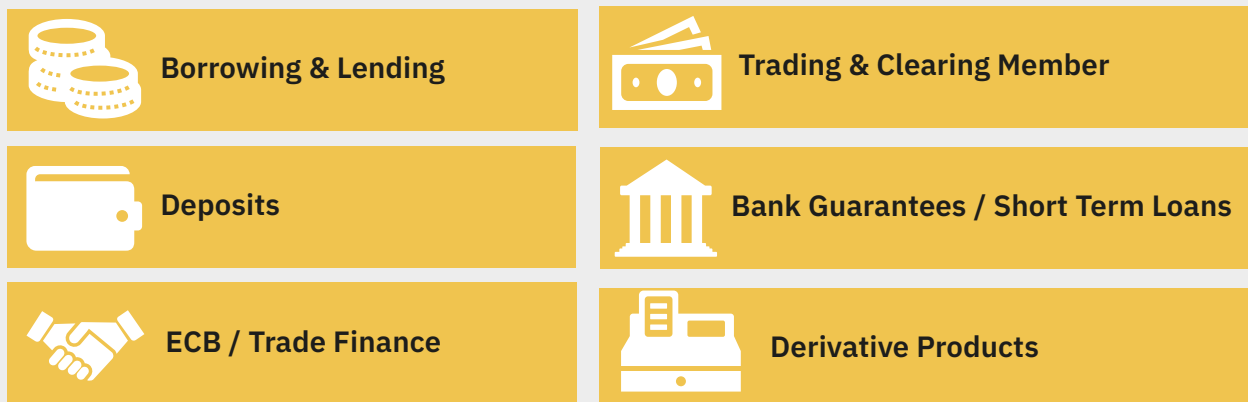 Borrowing & Lending
Trading & Clearing Member
Deposits
Bank Guarantees / Short Term Loans
ECB / Trade Finance
Derivative Products